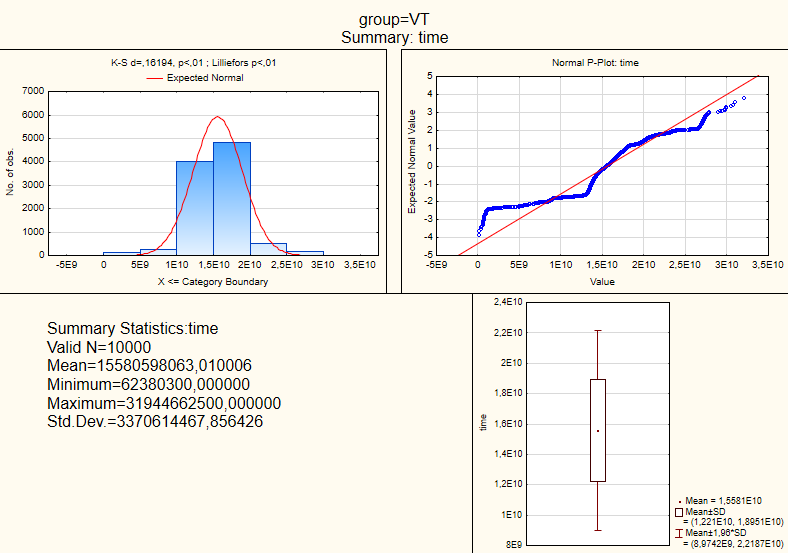 group=VT
Summary: time
K-S d=,16194, p<,01 ; Lilliefors p<,01
Expected Normal
7000
6000
5000
4000
3000
2000
1000
0
No. of obs.
-5E9 0 5E9 1E10 1,5E10 2E10 2,5E10 3E10 3,5E10
X <= Category Boundary
Normal P-Plot: time
5
4
3
2
1
0
-1
-2
-3
-4
-5
Expected Normal Value
-5E9 0 5E9 1E10 1,5E10 2E10 2,5E10 3E10 3,5E10
Value
Summary Statistics:time
Valid N=10000
Mean=15580598063,010006
Minimum=62380300,000000
Maximum=31944662500,000000
Std.Dev.=3370614467,856426
2,4E10
2,2E10
2E10
1,8E10
1,6E10
1,4E10
1,2E10
1E10
8E9
time
Mean = 1,5581E10
Mean±SD
= (1,221E10, 1,8951E10)
Mean±1,96*SD
= (8,9742E9, 2,2187E10)